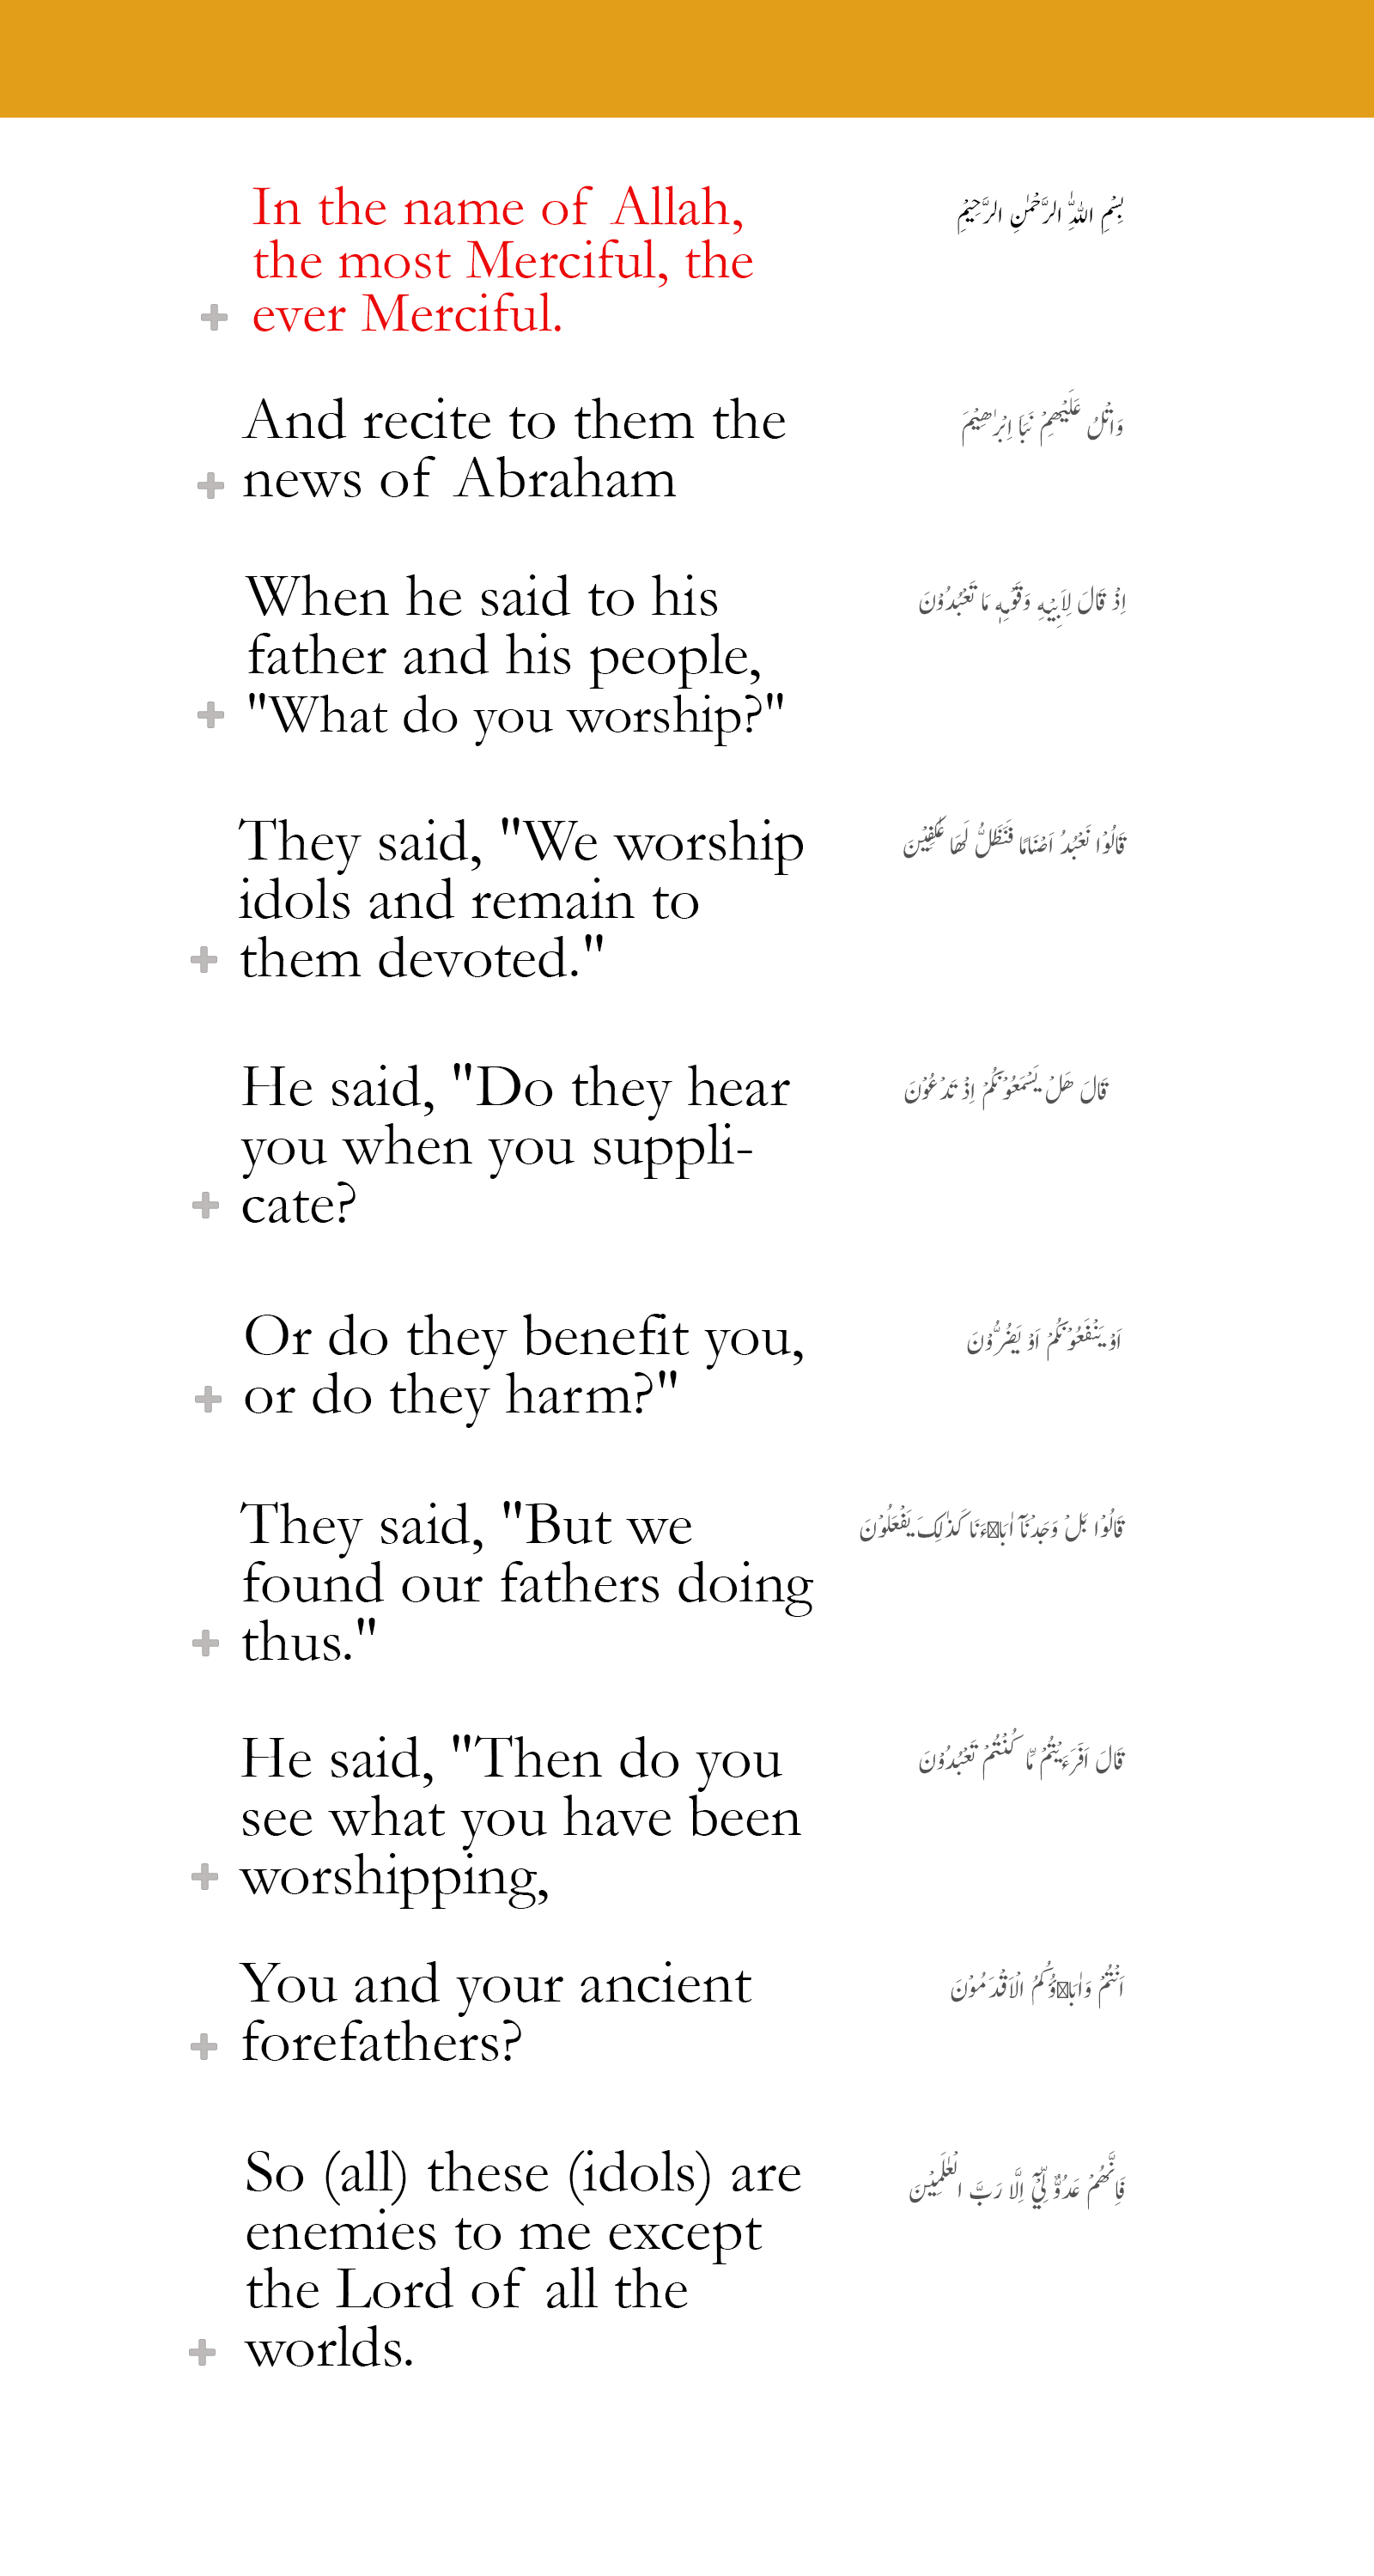 In the name of Allah,
the most Merciful, the
ever Merciful.
بِسْمِ اللّٰهِ الرَّحْمٰنِ الرَّحِيْمِ
And recite to them the
news of Abraham
وَاتْلُ عَلَيْهِمْ نَبَاَ اِبْرٰهِيْمَ
When he said to his
father and his people,
"What do you worship?"
اِذْ قَالَ لِاَبِيْهِ وَقَوْمِهٖ مَا تَعْبُدُوْنَ
They said, "We worship
idols and remain to
them devoted."
قَالُوْا نَعْبُدُ اَصْنَامًا فَنَظَلُّ لَهَا عٰكِفِيْنَ
He said, "Do they hear
you when you suppli-
cate?
قَالَ هَلْ يَسْمَعُوْنَكُمْ اِذْ تَدْعُوْنَ
Or do they benefit you,
or do they harm?"
اَوْ يَنْفَعُوْنَكُمْ اَوْ يَضُرُّوْنَ
They said, "But we
found our fathers doing
thus."
قَالُوْا بَلْ وَجَدْنَاۤ اٰبَآءَنَا كَذٰلِكَ يَفْعَلُوْنَ
He said, "Then do you
see what you have been
worshipping,
قَالَ اَفَرَءَيْتُمْ مَّا كُنْتُمْ تَعْبُدُوْنَ
You and your ancient
forefathers?
اَنْتُمْ وَاٰبَآؤُكُمُ الْاَقْدَمُوْنَ
So (all) these (idols) are
enemies to me except
the Lord of all the
worlds.
فَاِنَّهُمْ عَدُوٌّ لِّيْۤ اِلَّا رَبَّ الْعٰلَمِيْنَ